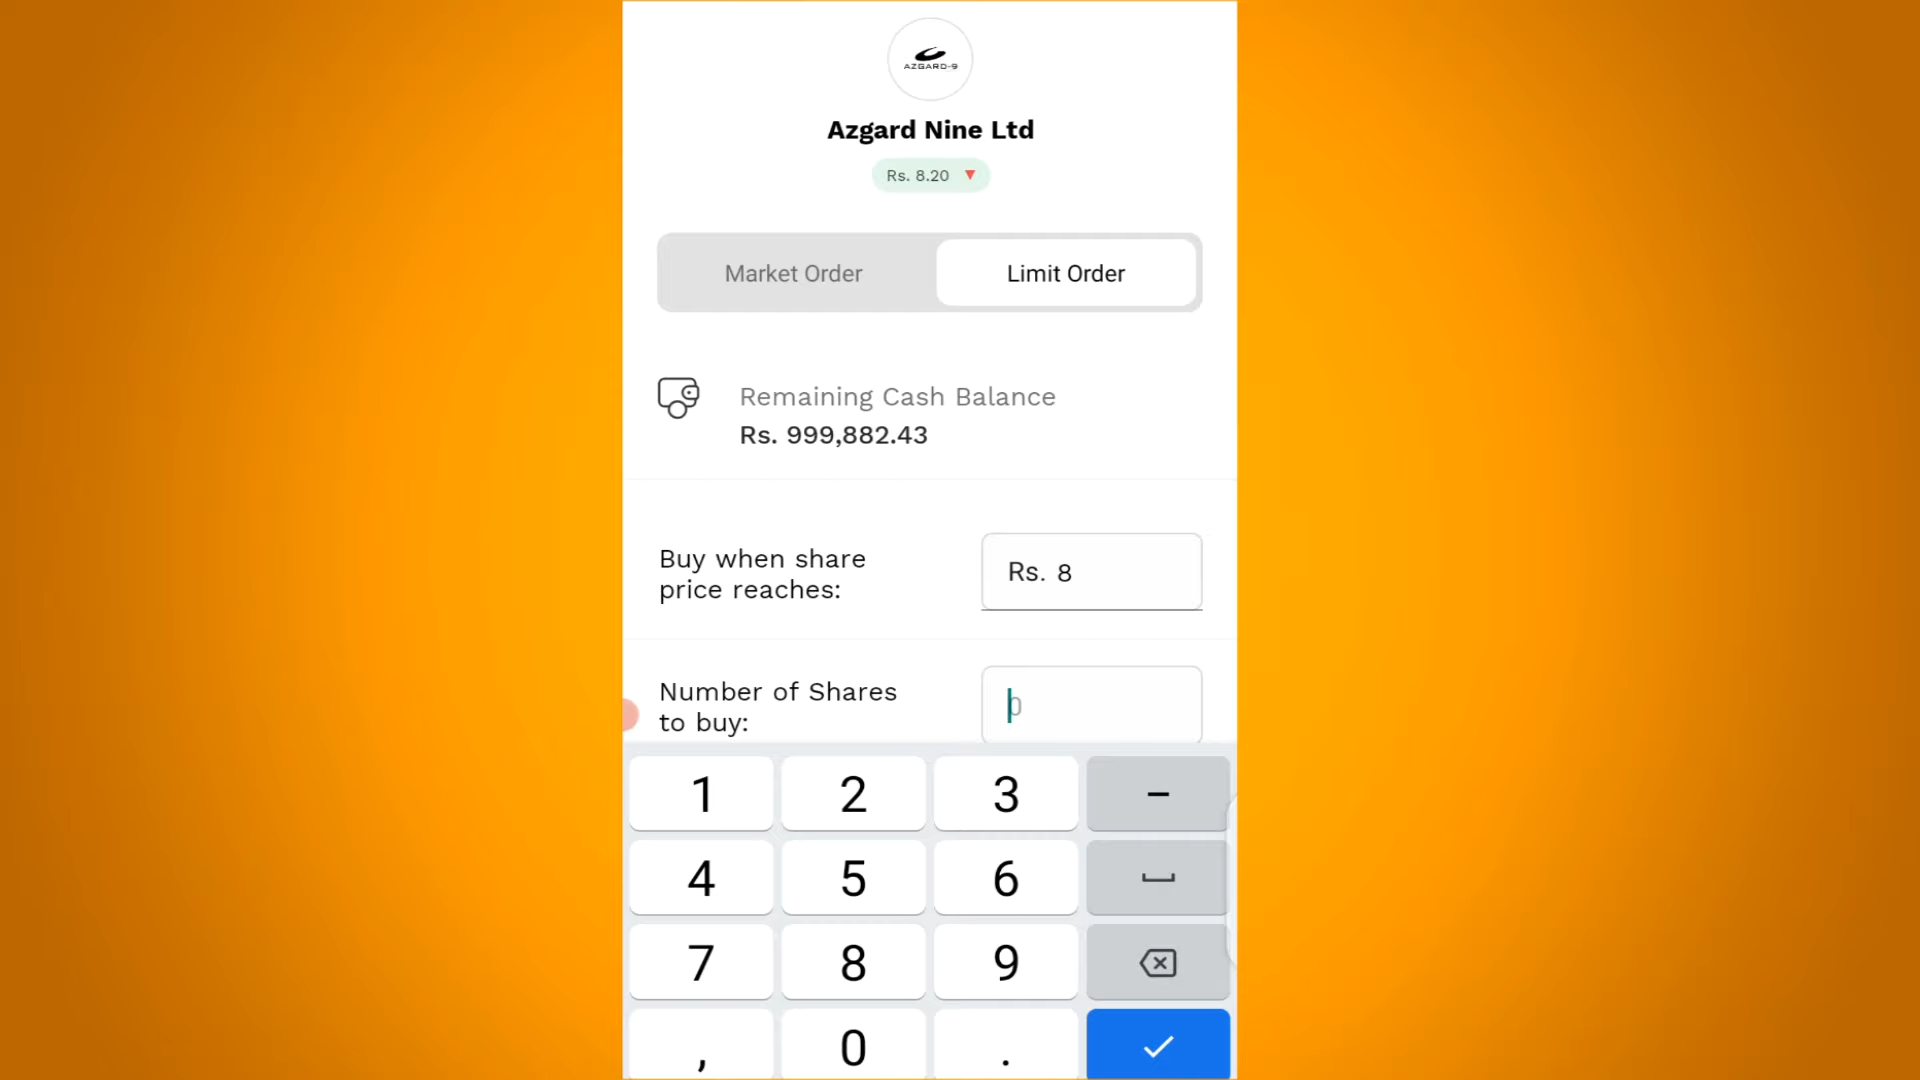 AZGARD-9
Azgard Nine Ltd
Rs. 8.20
Market Order
Limit Order
Remaining Cash Balance
Rs. 999,882.43
Buy when share
price reaches:
Rs. 8
Number of Shares
to buy:
0
1 2 3 –
4 5 6
7 8 9
, 0 .